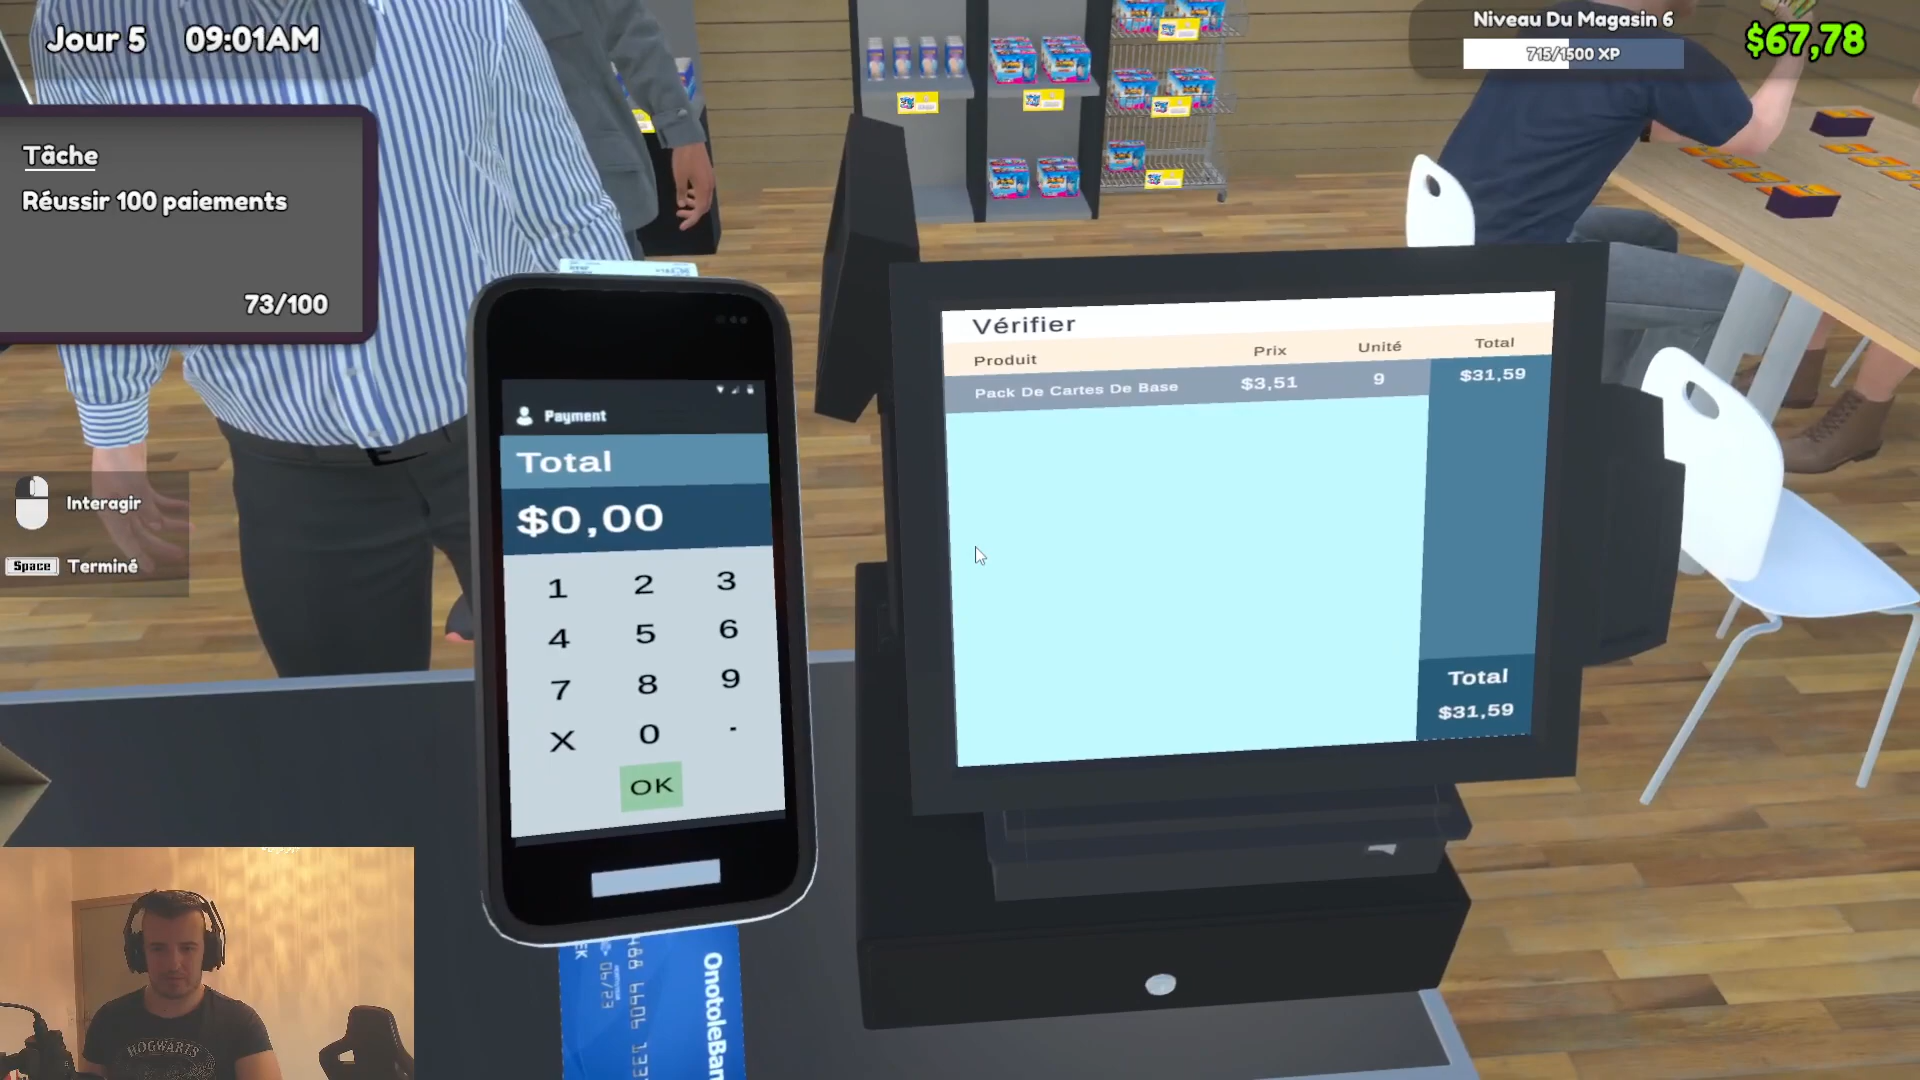 Jour 5 09:01AM
Niveau Du Magasin 6
715/1500 XP
$67,78
Tâche
Réussir 100 paiements
73/100
Interagir
Space Terminé
Payment
Total
$0,00
1 2 3
4 5 6
7 8 9
X 0 .
OK
Vérifier
Produit Prix Unité Total
Pack De Cartes De Base $3,51 9 $31,59
Total
$31,59
OnotoleBan
HOGWARTS